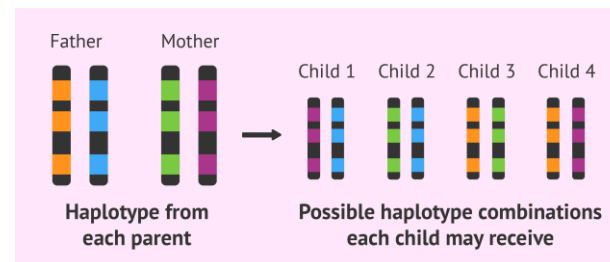 Father Mother
Child 1 Child 2 Child 3 Child 4
Haplotype from
each parent
Possible haplotype combinations
each child may receive